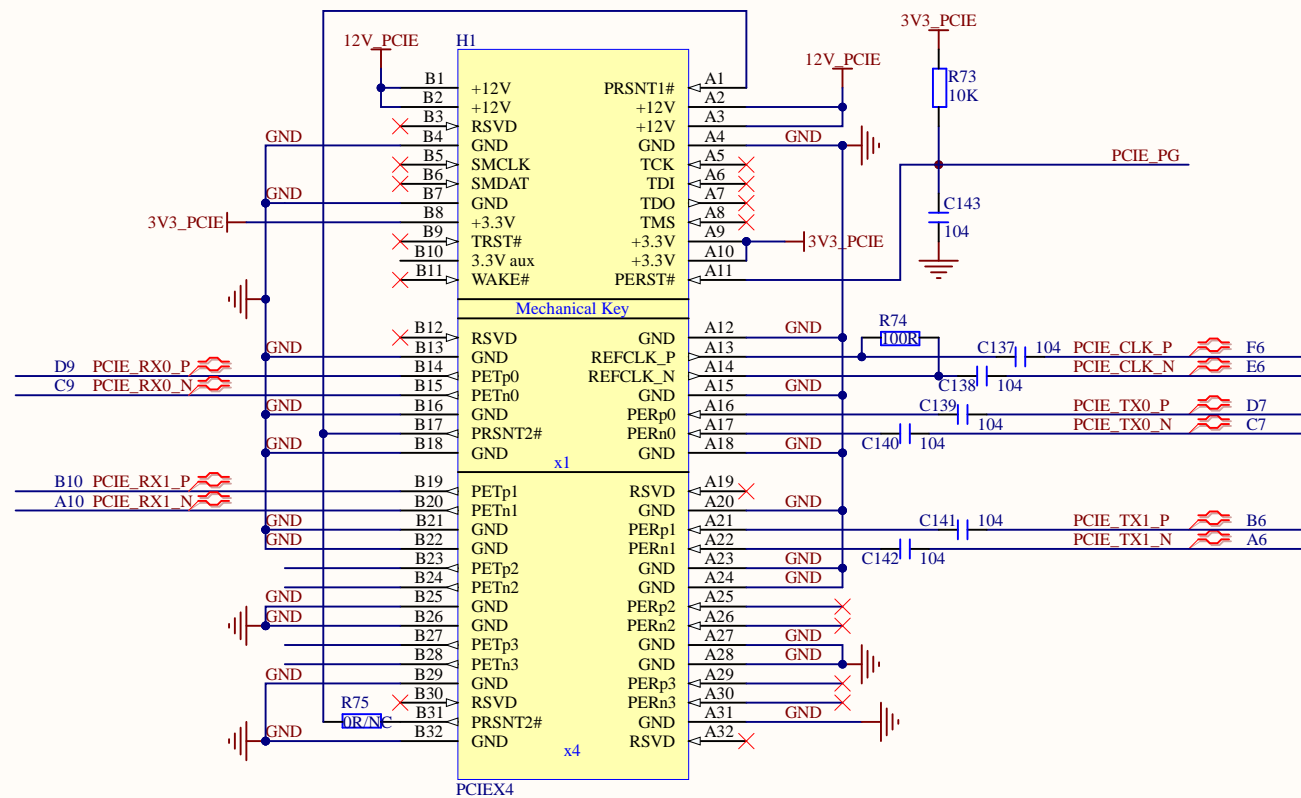 3V3_PCIE
12V_PCIE
H1
12V_PCIE
R73
10K
B1 +12V PRSNT1# A1
B2 +12V +12V A2
B3 RSVD +12V A3
GND B4 GND GND A4 GND
B5 SMCLK TCK A5
PCIE_PG
B6 SMDAT TDI A6
GND B7 GND TDO A7
C143
104
3V3_PCIE B8 +3.3V TMS A8
B9 TRST# +3.3V A9 3V3_PCIE
B10 3.3V aux +3.3V A10
B11 WAKE# PERST# A11
Mechanical Key
R74
100R
B12 RSVD GND A12 GND
GND B13 GND REFCLK_P A13 C137 104 PCIE_CLK_P F6
D9 PCIE_RX0_P B14 PETp0 REFCLK_N A14 C138 104 PCIE_CLK_N E6
C9 PCIE_RX0_N B15 PETn0 GND A15 GND
GND B16 GND PERp0 A16 C139 104 PCIE_TX0_P D7
B17 PRSNT2# PERn0 A17 C140 104 PCIE_TX0_N C7
GND B18 GND GND A18 GND
x1
B10 PCIE_RX1_P B19 PETp1 RSVD A19
A10 PCIE_RX1_N B20 PETn1 GND A20 GND
GND B21 GND PERp1 A21 C141 104 PCIE_TX1_P B6
GND B22 GND PERn1 A22 C142 104 PCIE_TX1_N A6
B23 PETp2 GND A23 GND
B24 PETn2 GND A24 GND
GND B25 GND PERp2 A25
GND B26 GND PERn2 A26
B27 PETp3 GND A27 GND
B28 PETn3 GND A28 GND
GND B29 GND PERp3 A29
B30 RSVD PERn3 A30
R75
0R/NC B31 PRSNT2# GND A31 GND
GND B32 GND RSVD A32
x4
PCIEX4